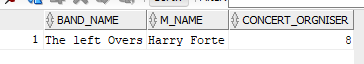 BAND_NAME M_NAME CONCERT_ORGNISER
1 The left Overs Harry Forte 8